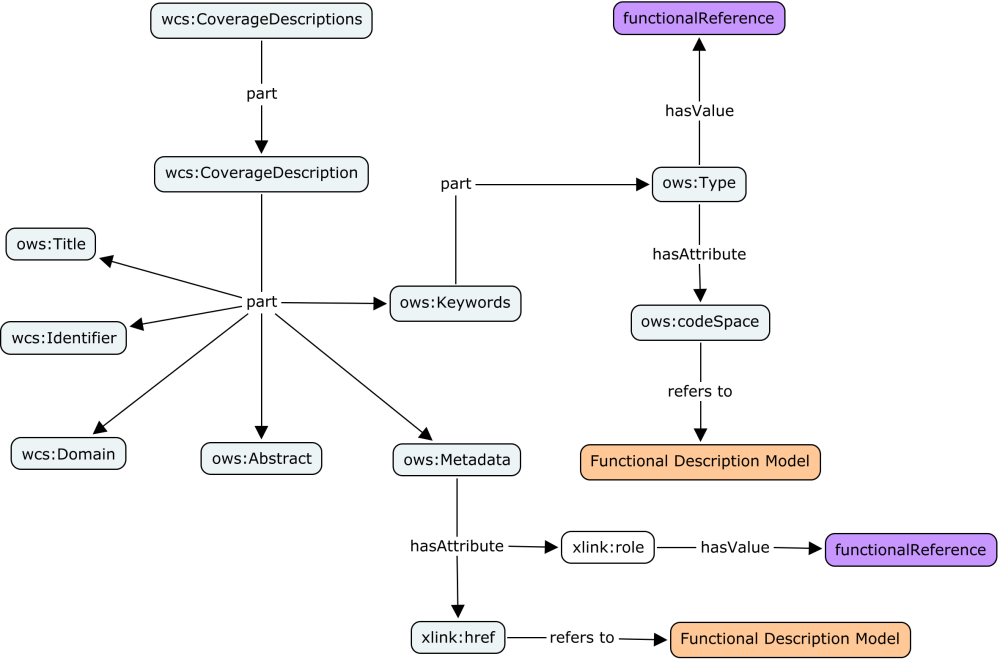 wcs:CoverageDescriptions
functionalReference
part
hasValue
wcs:CoverageDescription
part
ows:Type
ows:Title
hasAttribute
part
ows:Keywords
wcs:Identifier
ows:codeSpace
refers to
wcs:Domain
ows:Abstract
ows:Metadata
Functional Description Model
hasAttribute
xlink:role
hasValue
functionalReference
xlink:href
refers to
Functional Description Model